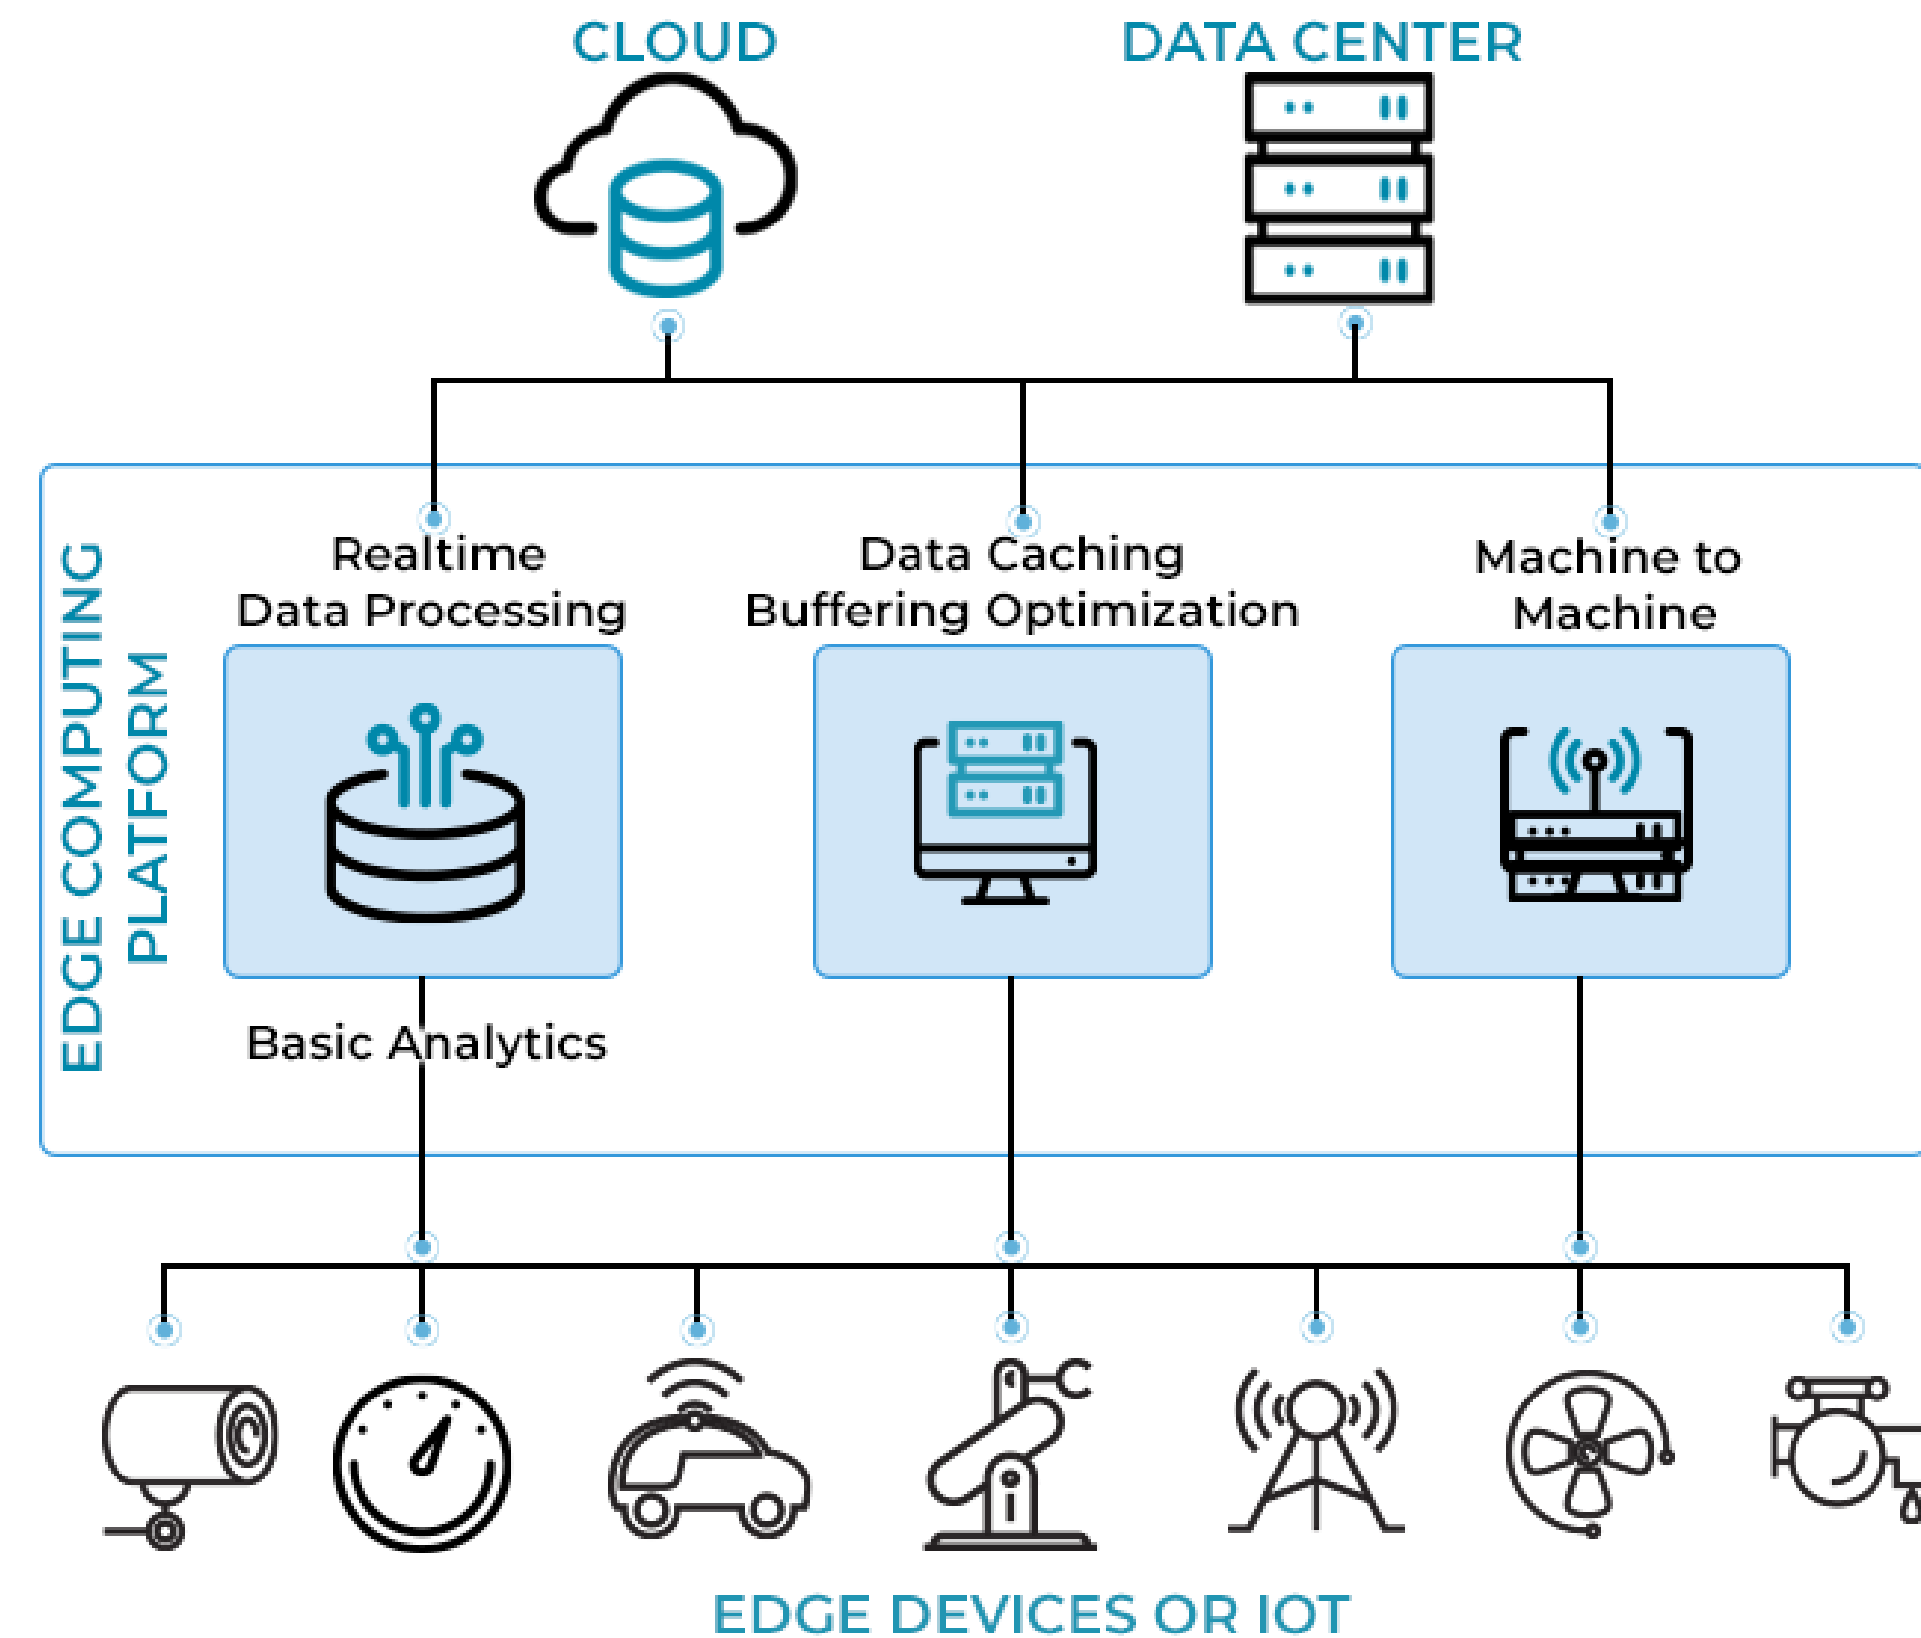 CLOUD
DATA CENTER
EDGE COMPUTING
PLATFORM
Realtime
Data Processing
Data Caching
Buffering Optimization
Machine to
Machine
Basic Analytics
EDGE DEVICES OR IOT